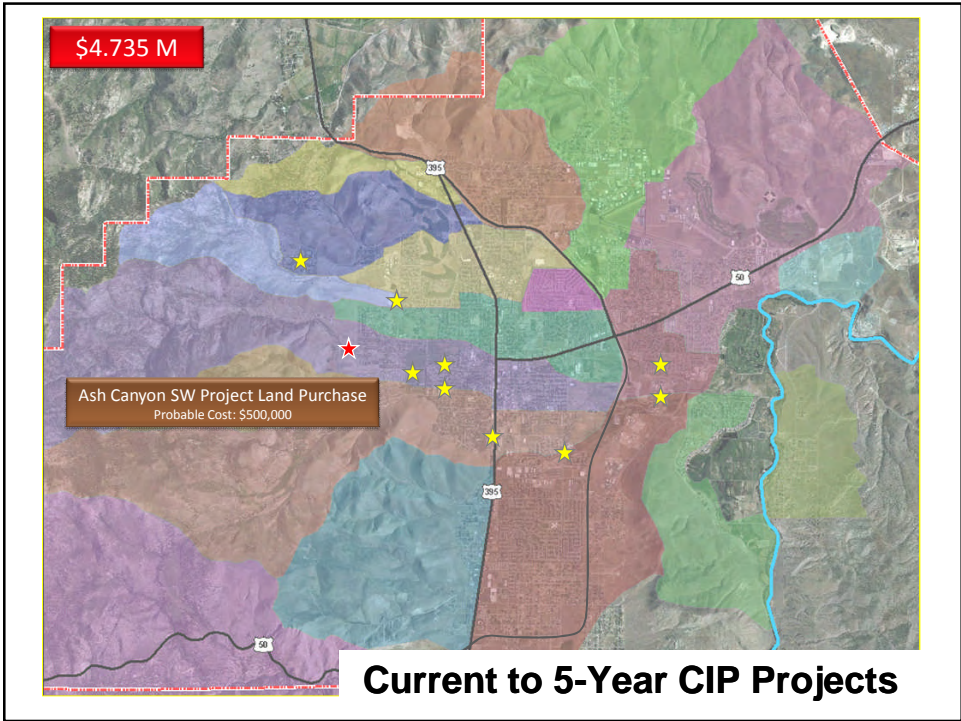 $4.735 M
395
50
Ash Canyon SW Project Land Purchase
Probable Cost: $500,000
395
50
Current to 5-Year CIP Projects